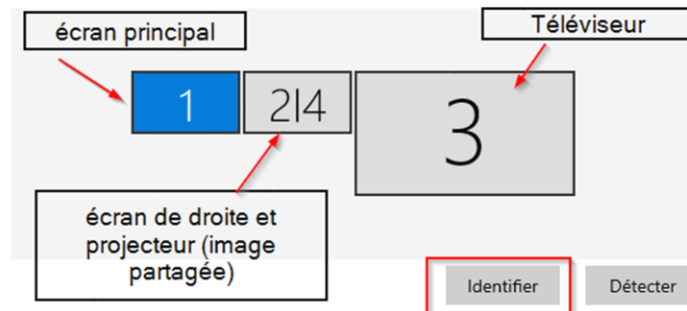 écran principal
Téléviseur
1
2|4
3
écran de droite et
projecteur (image
partagée)
Identifier
Détecter